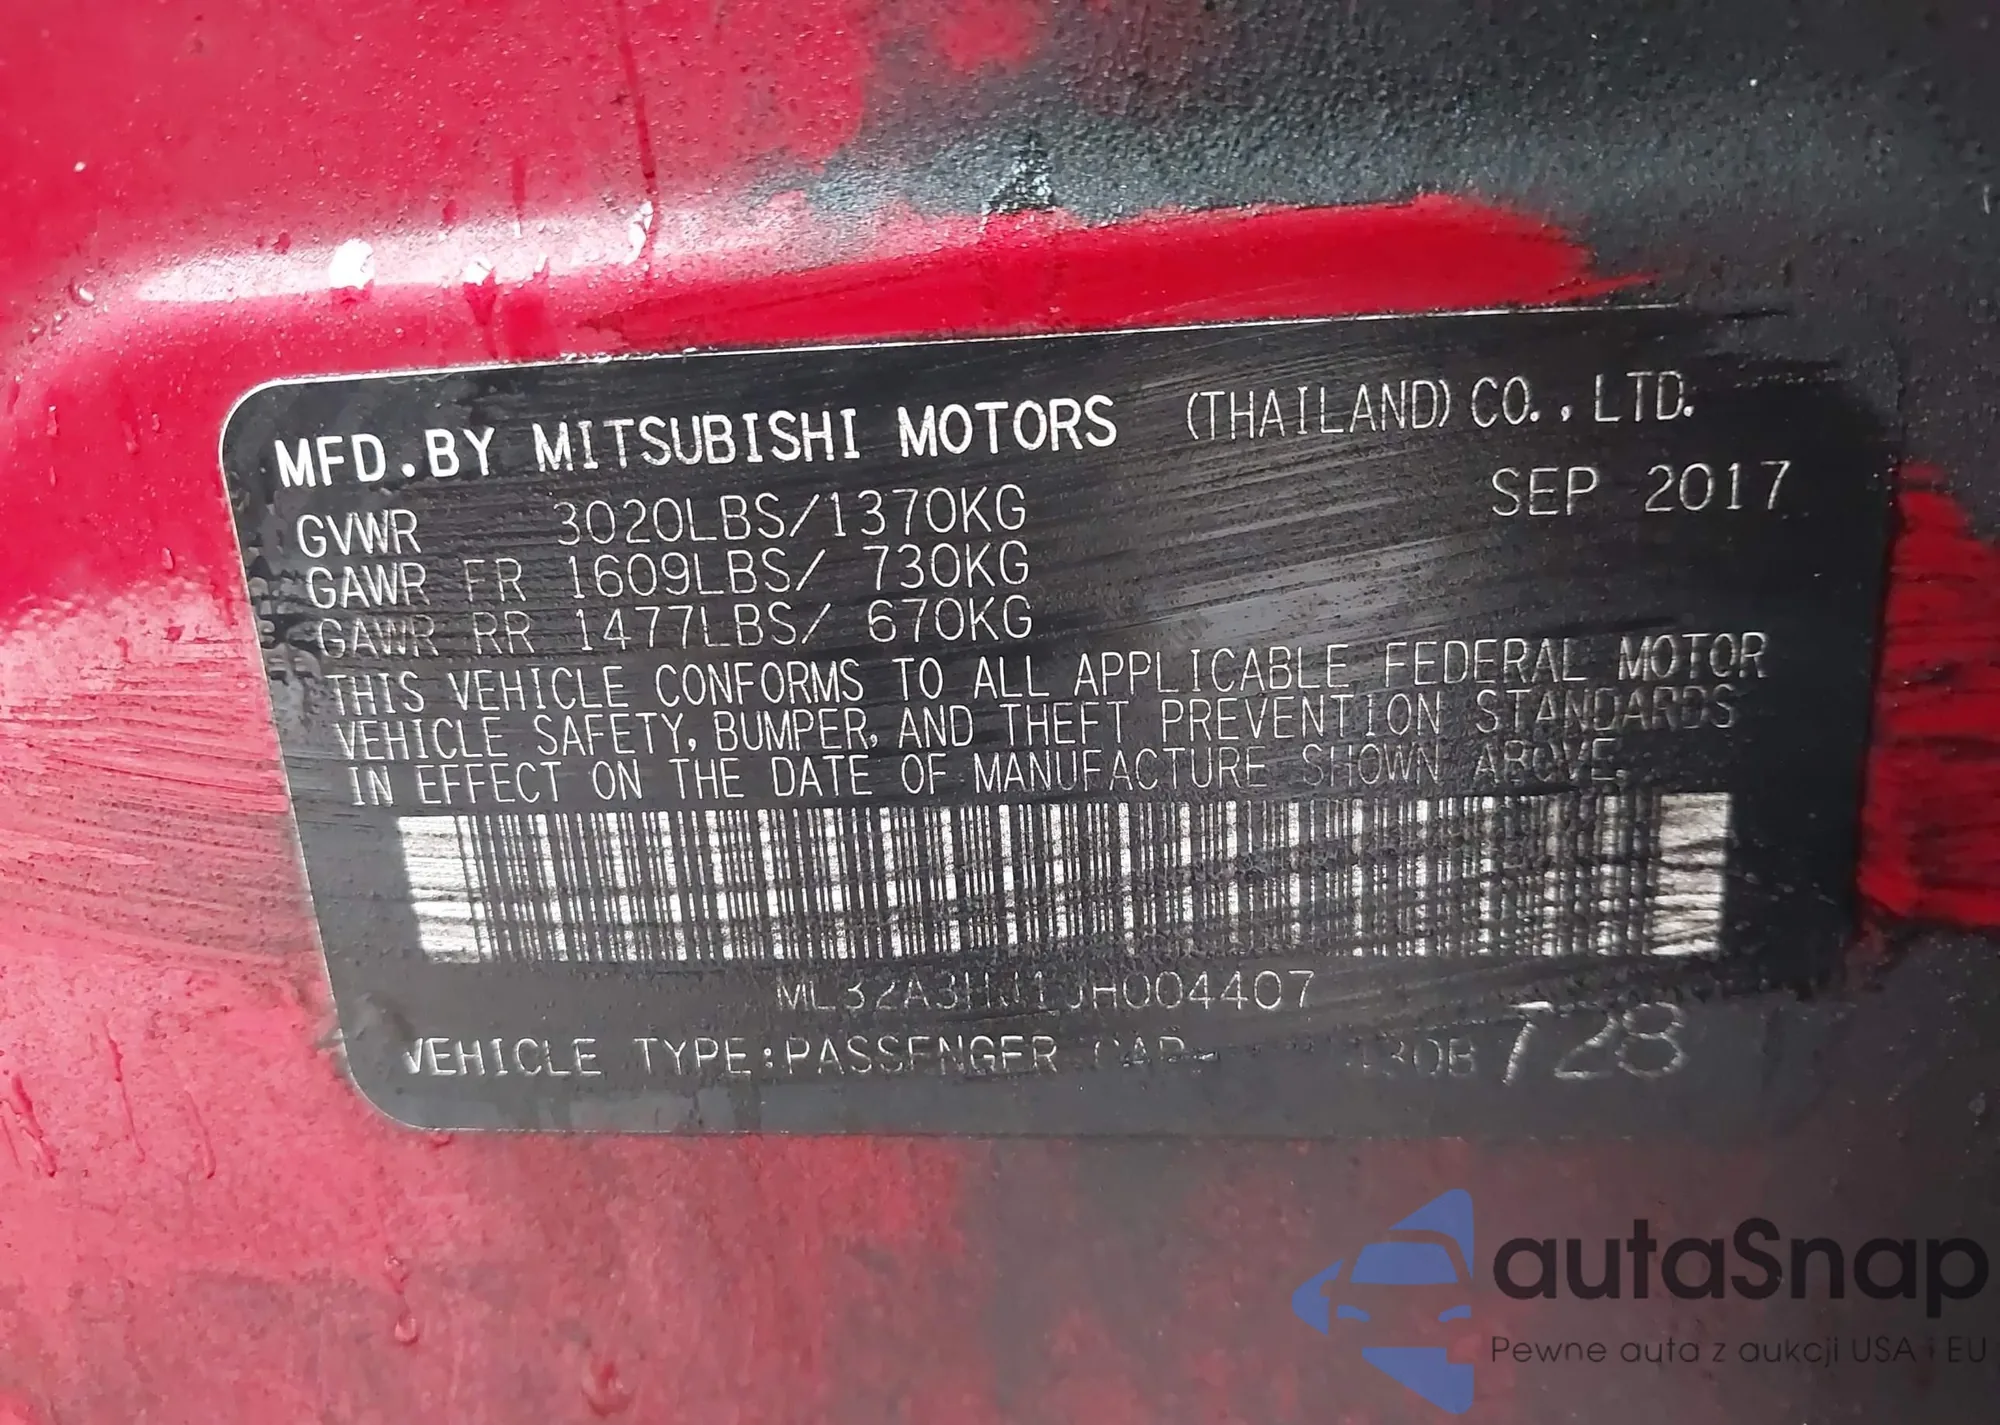 MFD.BY MITSUBISHI MOTORS (THAILAND) CO., LTD.
SEP 2017
GVWR 3020LBS/1370KG
GAWR FR 1609LBS/ 730KG
GAWR RR 1477LBS/ 670KG
THIS VEHICLE CONFORMS TO ALL APPLICABLE FEDERAL MOTOR
VEHICLE SAFETY, BUMPER, AND THEFT PREVENTION STANDARDS
IN EFFECT ON THE DATE OF MANUFACTURE SHOWN ABOVE.
VEHICLE TYPE:PASSENGER CAR
728
autaSnap
Pewne auta z aukcji USA i EU